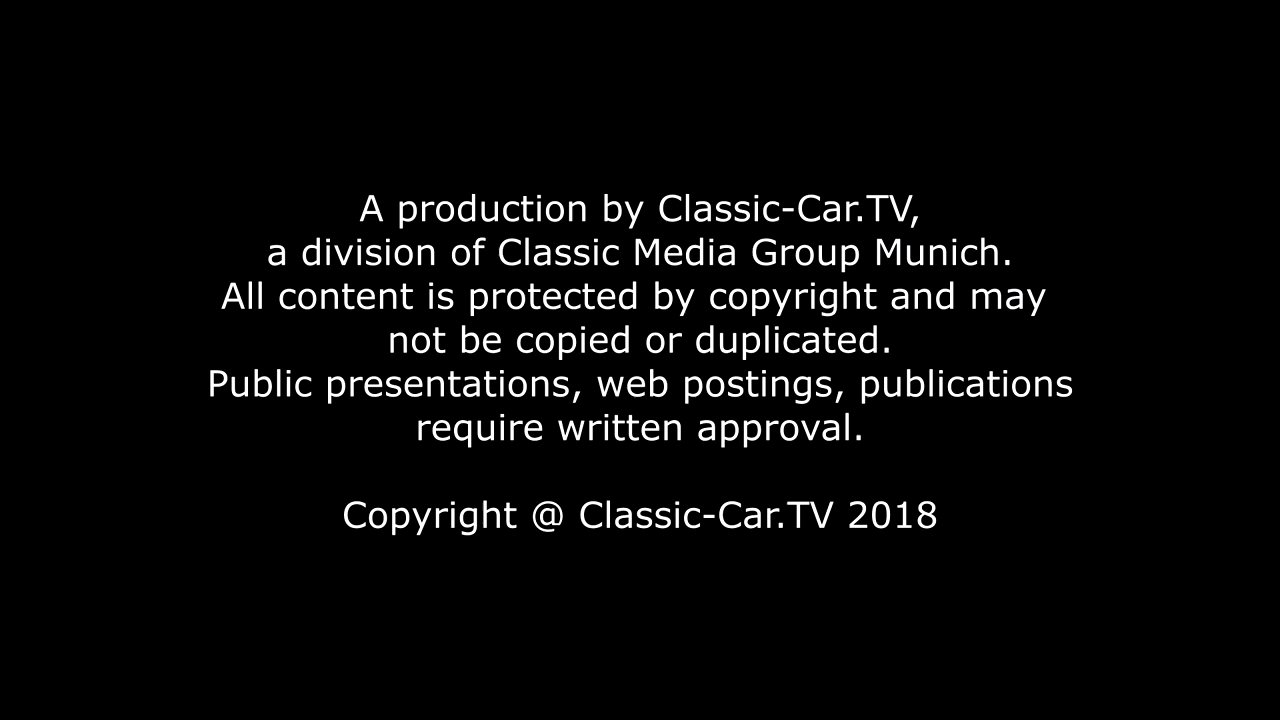 A production by Classic-Car.TV,
a division of Classic Media Group Munich.
All content is protected by copyright and may
not be copied or duplicated.
Public presentations, web postings, publications
require written approval.
Copyright @ Classic-Car.TV 2018